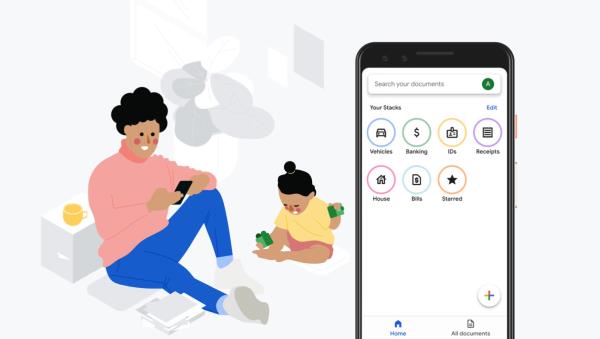 Search your documents
A
Your Stacks
Edit
Vehicles
Banking
IDs
Receipts
House
Bills
Starred
Home
All documents